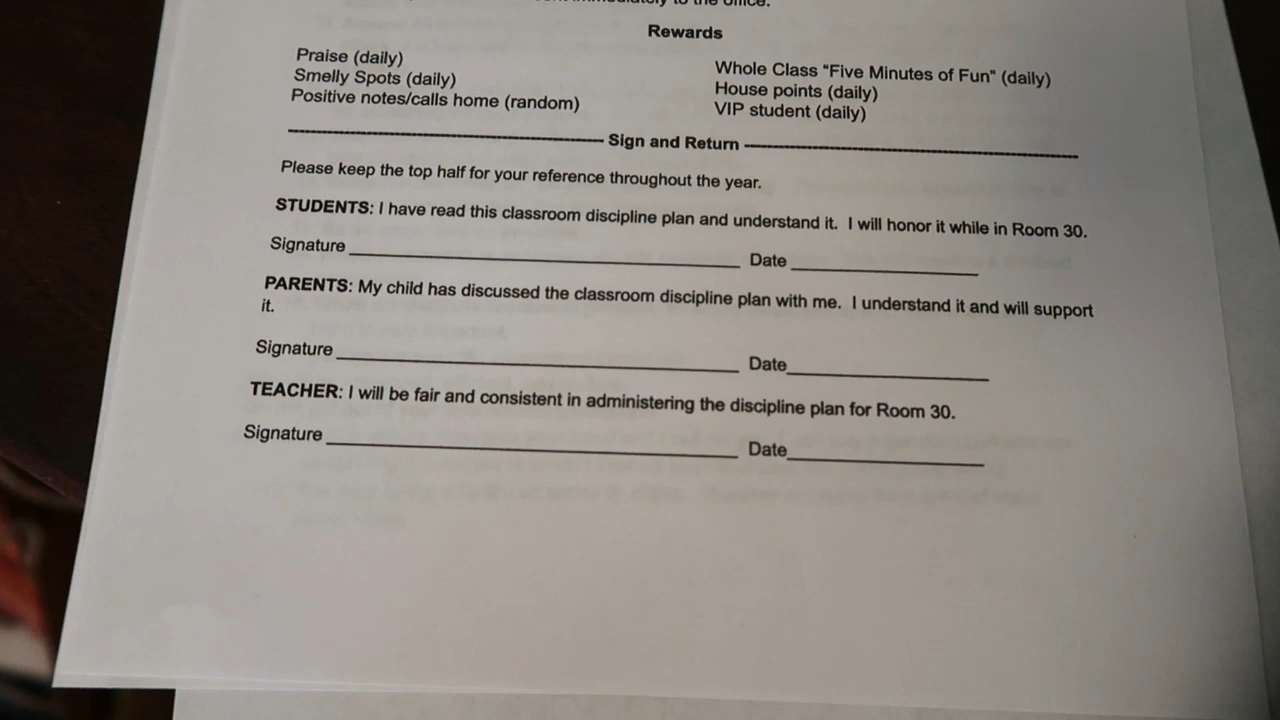 to the office.
Rewards
Praise (daily)
Smelly Spots (daily)
Positive notes/calls home (random)
Whole Class "Five Minutes of Fun" (daily)
House points (daily)
VIP student (daily)
Sign and Return
Please keep the top half for your reference throughout the year.
STUDENTS: I have read this classroom discipline plan and understand it. I will honor it while in Room 30.
Signature Date
PARENTS: My child has discussed the classroom discipline plan with me. I understand it and will support
it.
Signature Date
TEACHER: I will be fair and consistent in administering the discipline plan for Room 30.
Signature Date